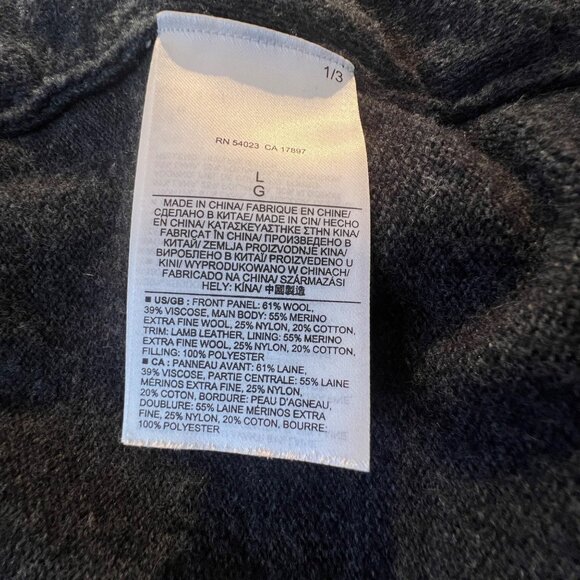 1/3
RN 54023 CA 17897
L
G
MADE IN CHINA/ FABRIQUE EN CHINE/
СДЕЛАНО В КИТАЕ/ MADE IN CIN/ HECHO
EN CHINA/ ΚΑΤΑΣΚΕΥΑΣΤΗΚΕ ΣΤΗΝ ΚΙΝΑ/
FABRICAT ÎN CHINA/ ПРОИЗВЕДЕНО В
КИТАЙ/ ZEMLJA PROIZVODNJE KINA/
ВИРОБЛЕНО В КИТАЇ/ PROIZVEDENO U
KINI/ WYPRODUKOWANO W CHINACH/
FABRICADO NA CHINA/ SZÁRMAZÁSI
HELY: KÍNA/ 中國製造
US/GB : FRONT PANEL: 61% WOOL,
39% VISCOSE, MAIN BODY: 55% MERINO
EXTRA FINE WOOL, 25% NYLON, 20% COTTON,
TRIM: LAMB LEATHER, LINING: 55% MERINO
EXTRA FINE WOOL, 25% NYLON, 20% COTTON,
FILLING: 100% POLYESTER
CA : PANNEAU AVANT: 61% LAINE,
39% VISCOSE, PARTIE CENTRALE: 55% LAINE
MÉRINOS EXTRA FINE, 25% NYLON,
20% COTON, BORDURE: PEAU D'AGNEAU,
DOUBLURE: 55% LAINE MÉRINOS EXTRA
FINE, 25% NYLON, 20% COTON, BOURRE:
100% POLYESTER